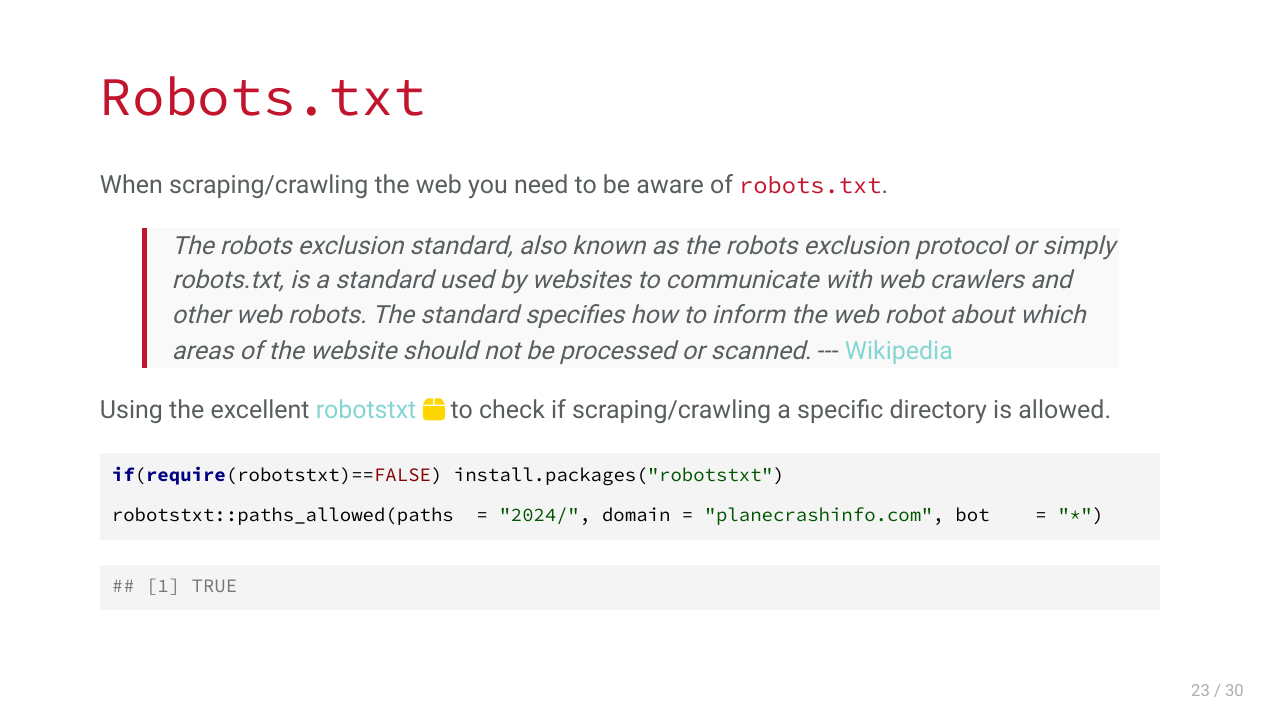 Robots.txt
When scraping/crawling the web you need to be aware of robots.txt.
The robots exclusion standard, also known as the robots exclusion protocol or simply
robots.txt, is a standard used by websites to communicate with web crawlers and
other web robots. The standard specifies how to inform the web robot about which
areas of the website should not be processed or scanned. --- Wikipedia
Using the excellent robotstxt to check if scraping/crawling a specific directory is allowed.
if(require(robotstxt)==FALSE) install.packages("robotstxt")
robotstxt::paths_allowed(paths  = "2024/", domain = "planecrashinfo.com", bot    = "*")
## [1] TRUE
23 / 30